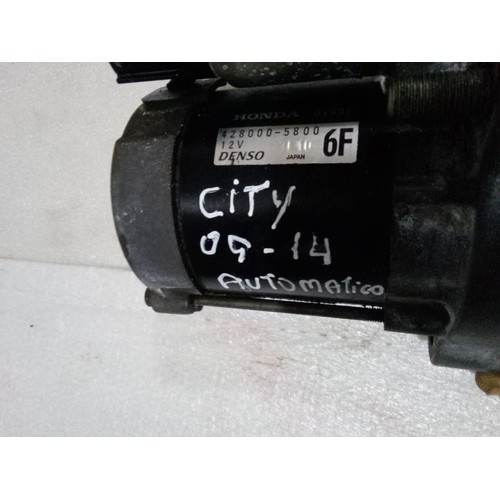 HONDA
428000-5800
12V
DENSO JAPAN 6F
CITY
09-14
AUTOMATICO